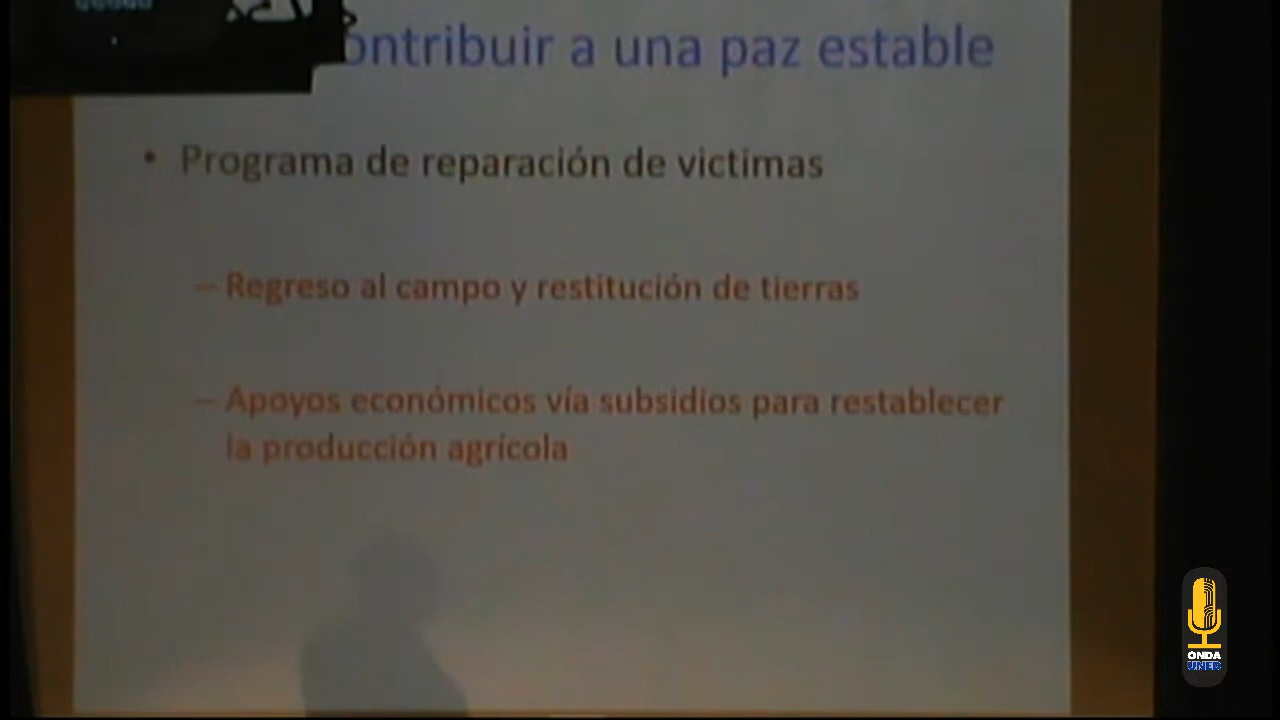 ontribuir a una paz estable
• Programa de reparación de victimas
– Regreso al campo y restitución de tierras
– Apoyos económicos vía subsidios para restablecer
la producción agrícola
ONDA
UNED